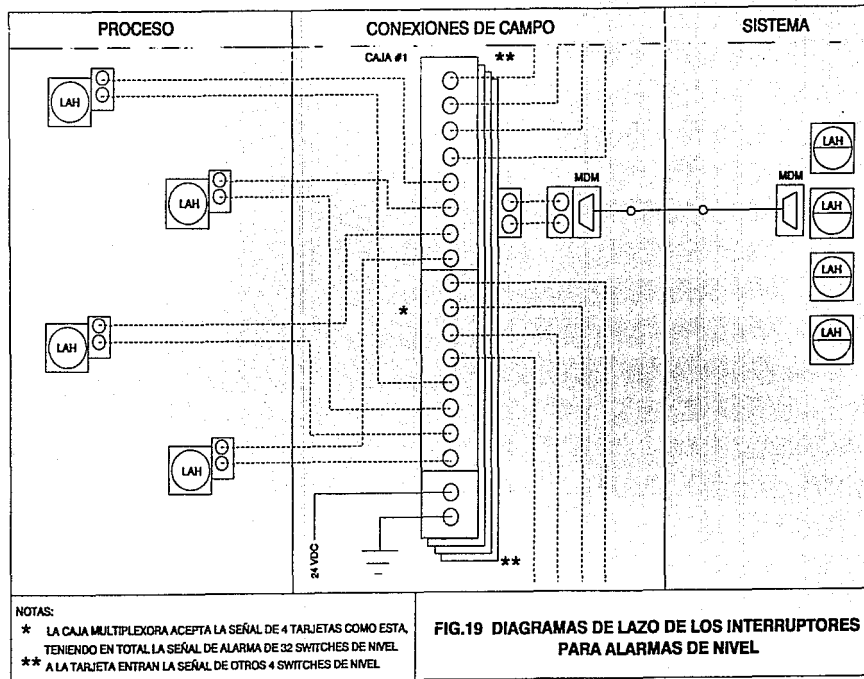 PROCESO
CONEXIONES DE CAMPO
SISTEMA
CAJA #1
**
LAH
LAH
LAH
LAH
MDM
MDM
LAH
LAH
LAH
LAH
*
24 VDC
**
NOTAS:
* LA CAJA MULTIPLEXORA ACEPTA LA SEÑAL DE 4 TARJETAS COMO ESTA,
TENIENDO EN TOTAL LA SEÑAL DE ALARMA DE 32 SWITCHES DE NIVEL
** A LA TARJETA ENTRAN LA SEÑAL DE OTROS 4 SWITCHES DE NIVEL
FIG.19 DIAGRAMAS DE LAZO DE LOS INTERRUPTORES
PARA ALARMAS DE NIVEL